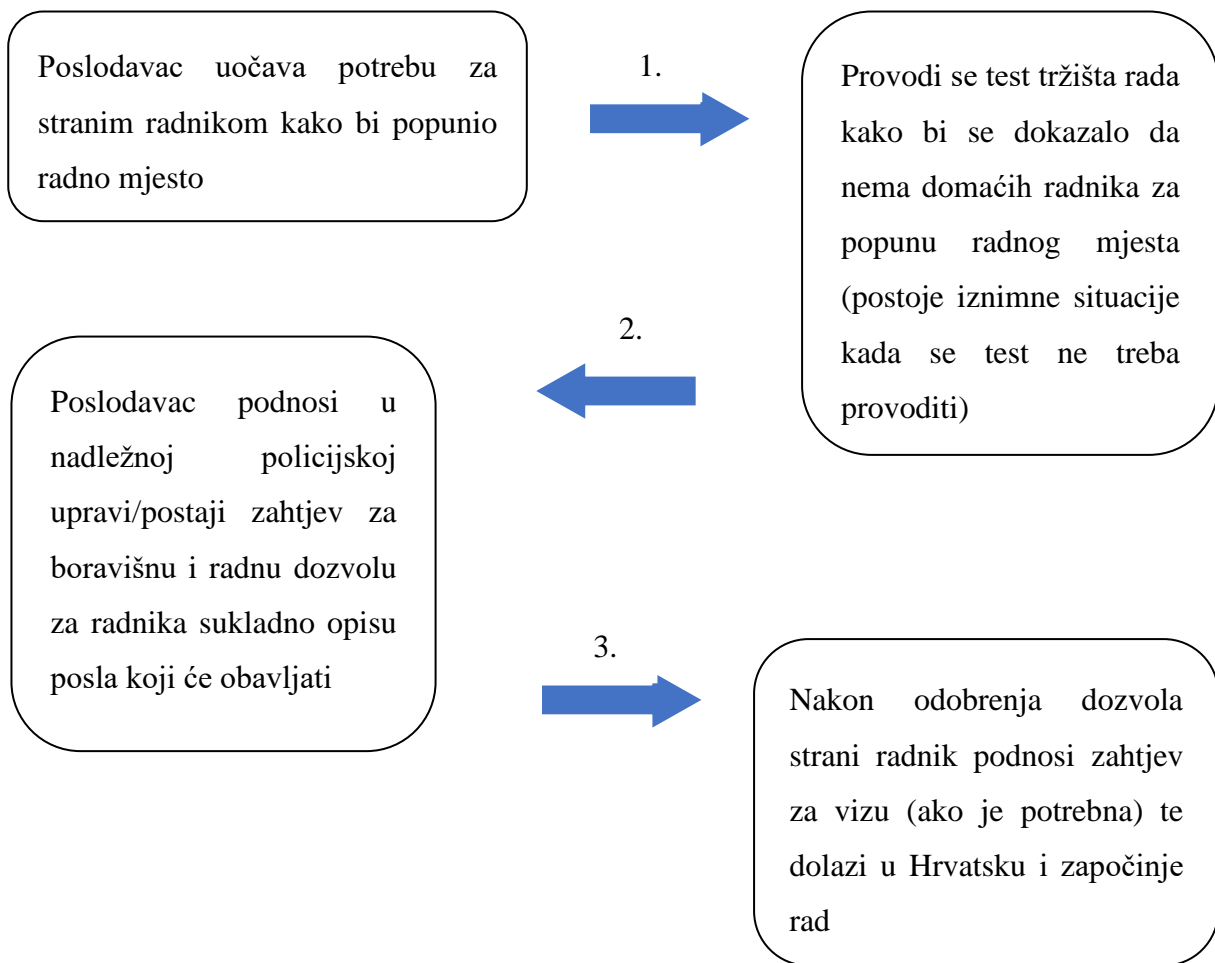 Poslodavac uočava potrebu za
stranim radnikom kako bi popunio
radno mjesto
1.
Provodi se test tržišta rada
kako bi se dokazalo da
nema domaćih radnika za
popunu radnog mjesta
(postoje iznimne situacije
kada se test ne treba
provoditi)
2.
Poslodavac podnosi u
nadležnoj policijskoj
upravi/postaji zahtjev za
boravišnu i radnu dozvolu
za radnika sukladno opisu
posla koji će obavljati
3.
Nakon odobrenja dozvola
strani radnik podnosi zahtjev
za vizu (ako je potrebna) te
dolazi u Hrvatsku i započinje
rad